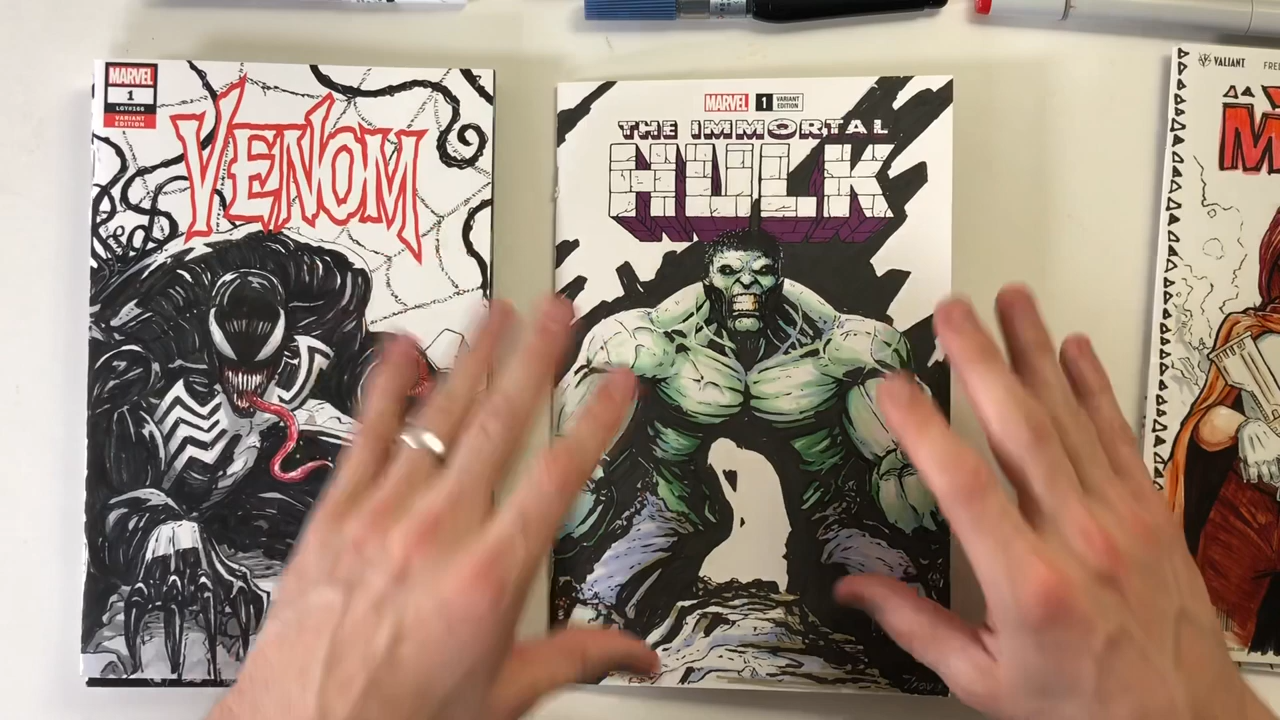 MARVEL
1
LGY#166
VARIANT
EDITION
VENOM
MARVEL 1 VARIANT
EDITION
THE IMMORTAL
HULK
VALIANT